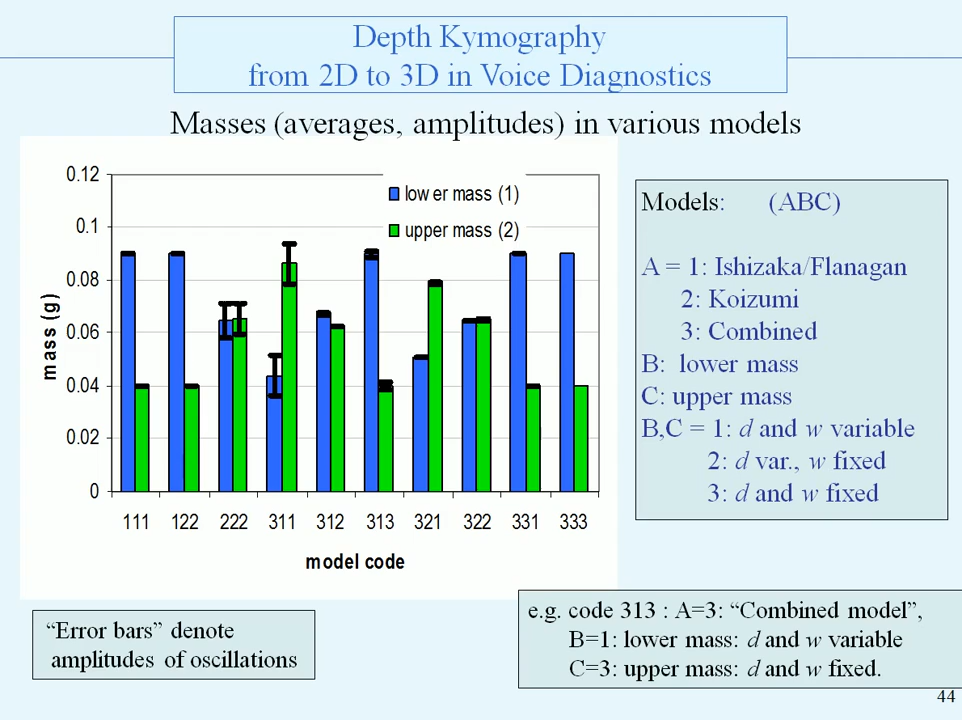 Depth Kymography
from 2D to 3D in Voice Diagnostics
Masses (averages, amplitudes) in various models
0.12
0.1
0.08
0.06
0.04
0.02
0
mass (g)
lower mass (1)
upper mass (2)
111 122 222 311 312 313 321 322 331 333
model code
Models: (ABC)
A = 1: Ishizaka/Flanagan
2: Koizumi
3: Combined
B: lower mass
C: upper mass
B,C = 1: d and w variable
2: d var., w fixed
3: d and w fixed
“Error bars” denote
amplitudes of oscillations
e.g. code 313 : A=3: “Combined model”,
B=1: lower mass: d and w variable
C=3: upper mass: d and w fixed.
44